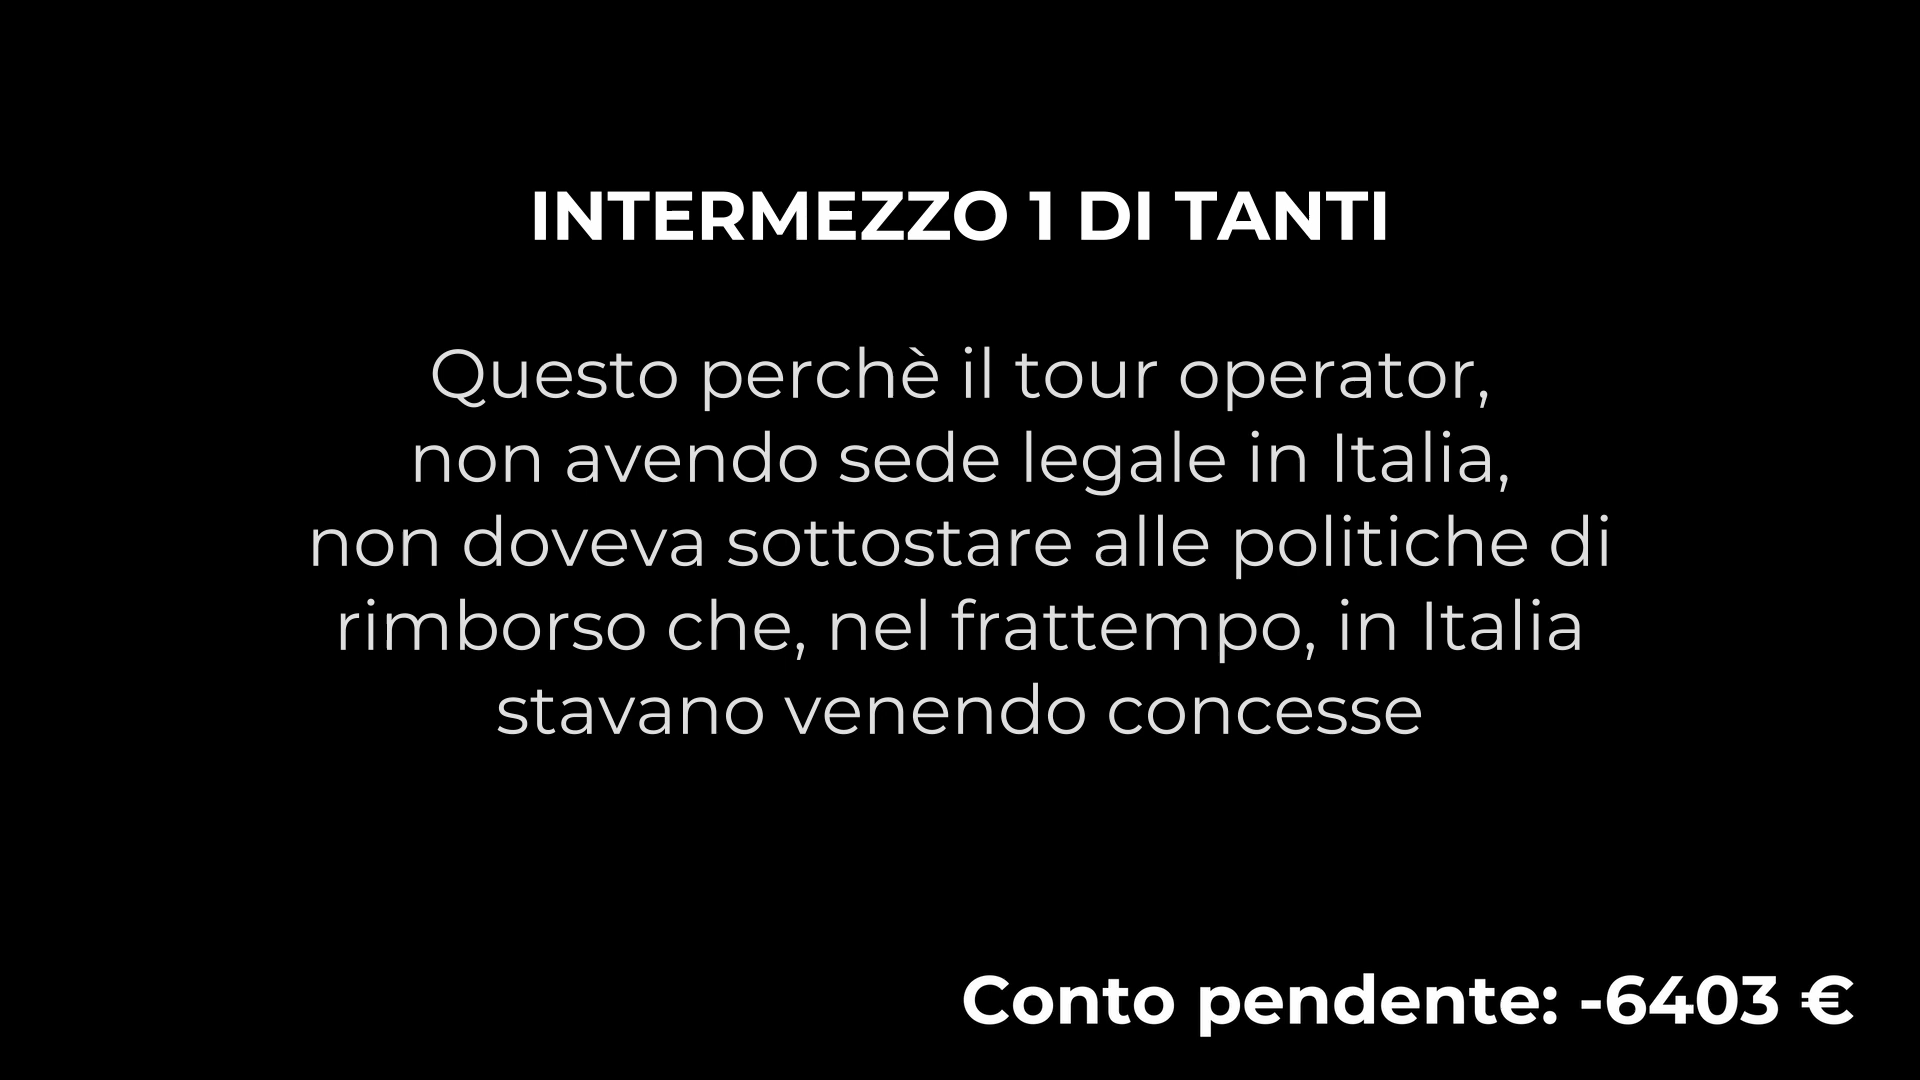 INTERMEZZO 1 DI TANTI
Questo perchè il tour operator,
non avendo sede legale in Italia,
non doveva sottostare alle politiche di
rimborso che, nel frattempo, in Italia
stavano venendo concesse
Conto pendente: -6403 €